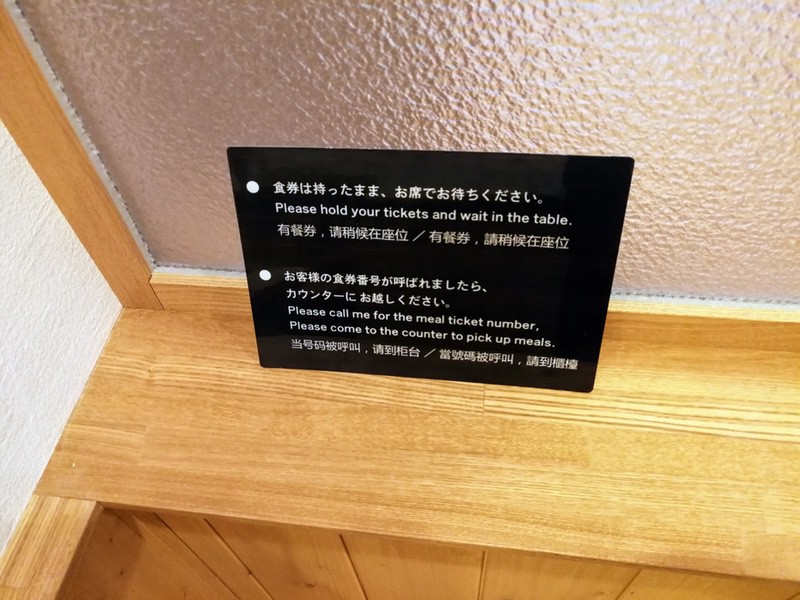 ● 食券は持ったまま、お席でお待ちください。
Please hold your tickets and wait in the table.
有餐券，请稍候在座位 ／ 有餐券，請稍候在座位
● お客様の食券番号が呼ばれましたら、
カウンターにお越しください。
Please call me for the meal ticket number,
Please come to the counter to pick up meals.
当号码被呼叫，请到柜台 ／ 當號碼被呼叫，請到櫃檯